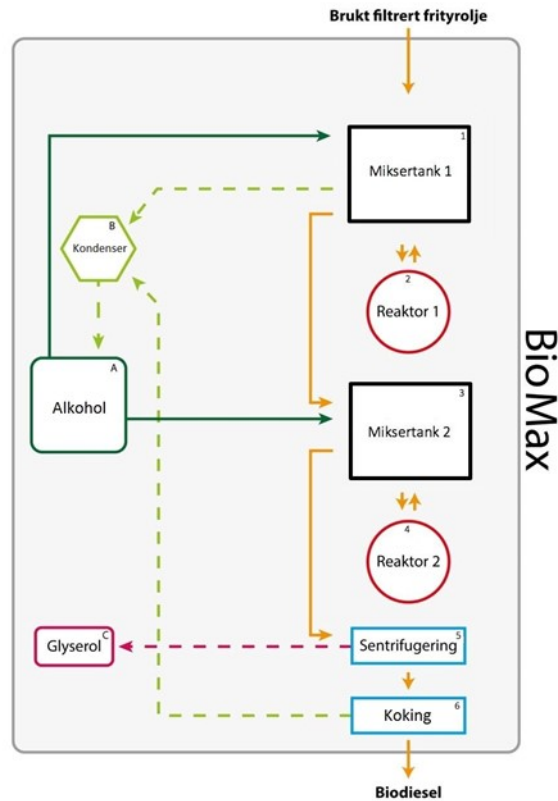 Brukt filtrert frityrolje
1
Miksertank 1
B
Kondenser
2
Reaktor 1
A
Alkohol
3
Miksertank 2
BioMax
4
Reaktor 2
C
Glyserol
5
Sentrifugering
6
Koking
Biodiesel